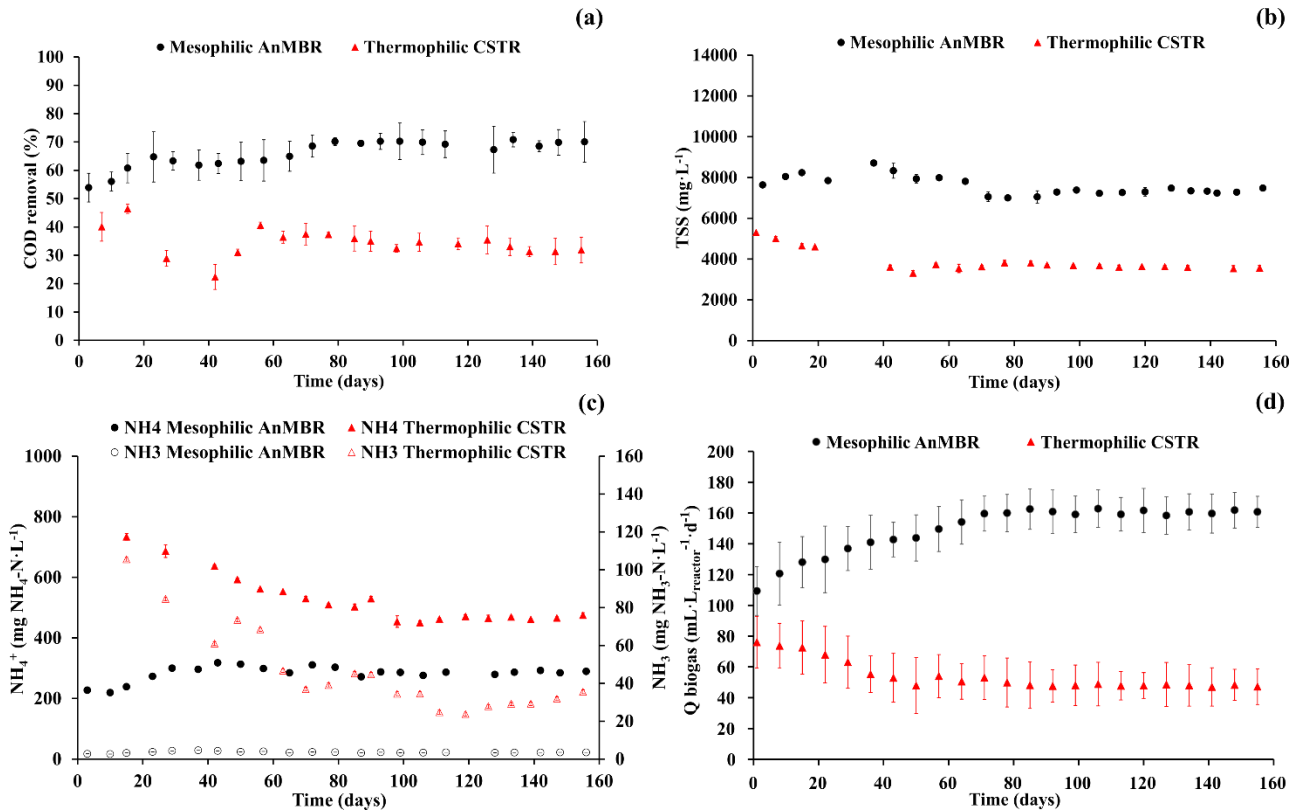 (a)
● Mesophilic AnMBR ▲ Thermophilic CSTR
COD removal (%)
100
90
80
70
60
50
40
30
20
10
0
0 20 40 60 80 100 120 140 160
Time (days)
(b)
● Mesophilic AnMBR ▲ Thermophilic CSTR
TSS (mg·L⁻¹)
14000
12000
10000
8000
6000
4000
2000
0
0 20 40 60 80 100 120 140 160
Time (days)
(c)
● NH4 Mesophilic AnMBR ▲ NH4 Thermophilic CSTR
○ NH3 Mesophilic AnMBR △ NH3 Thermophilic CSTR
NH₄⁺ (mg NH₄-N·L⁻¹)
1000
800
600
400
200
0
160
140
120
100
80
60
40
20
0
NH₃ (mg NH₃-N·L⁻¹)
0 20 40 60 80 100 120 140 160
Time (days)
(d)
● Mesophilic AnMBR ▲ Thermophilic CSTR
Q biogas (mL·L_reactor⁻¹·d⁻¹)
200
180
160
140
120
100
80
60
40
20
0
0 20 40 60 80 100 120 140 160
Time (days)